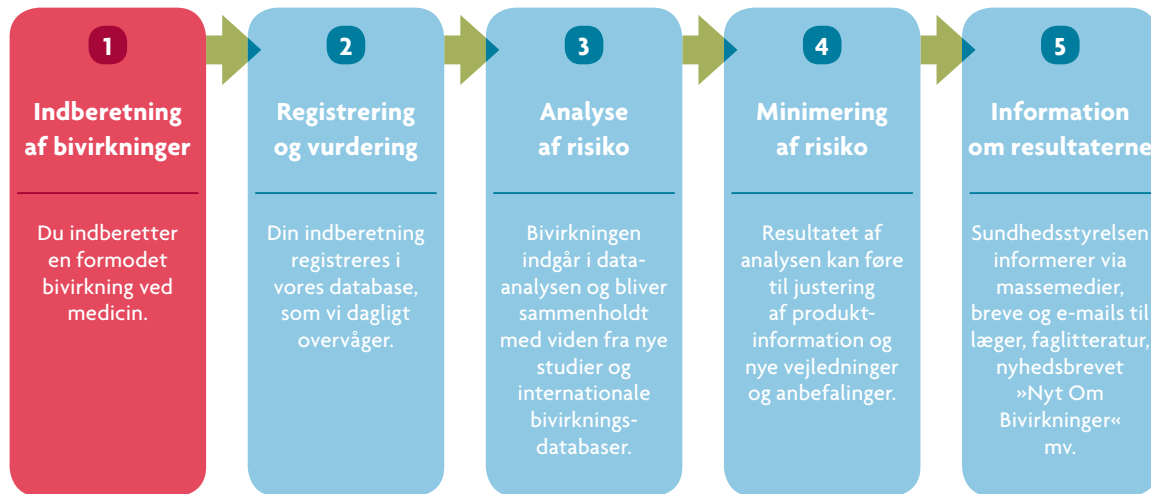 1
Indberetning
af bivirkninger
Du indberetter
en formodet
bivirkning ved
medicin.
2
Registrering
og vurdering
Din indberetning
registreres i
vores database,
som vi dagligt
overvåger.
3
Analyse
af risiko
Bivirkningen
indgår i data-
analysen og bliver
sammenholdt
med viden fra nye
studier og
internationale
bivirknings-
databaser.
4
Minimering
af risiko
Resultatet af
analysen kan føre
til justering
af produkt-
information og
nye vejledninger
og anbefalinger.
5
Information
om resultaterne
Sundhedsstyrelsen
informerer via
massemedier,
breve og e-mails til
læger, faglitteratur,
nyhedsbrevet
»Nyt Om
Bivirkninger«
mv.